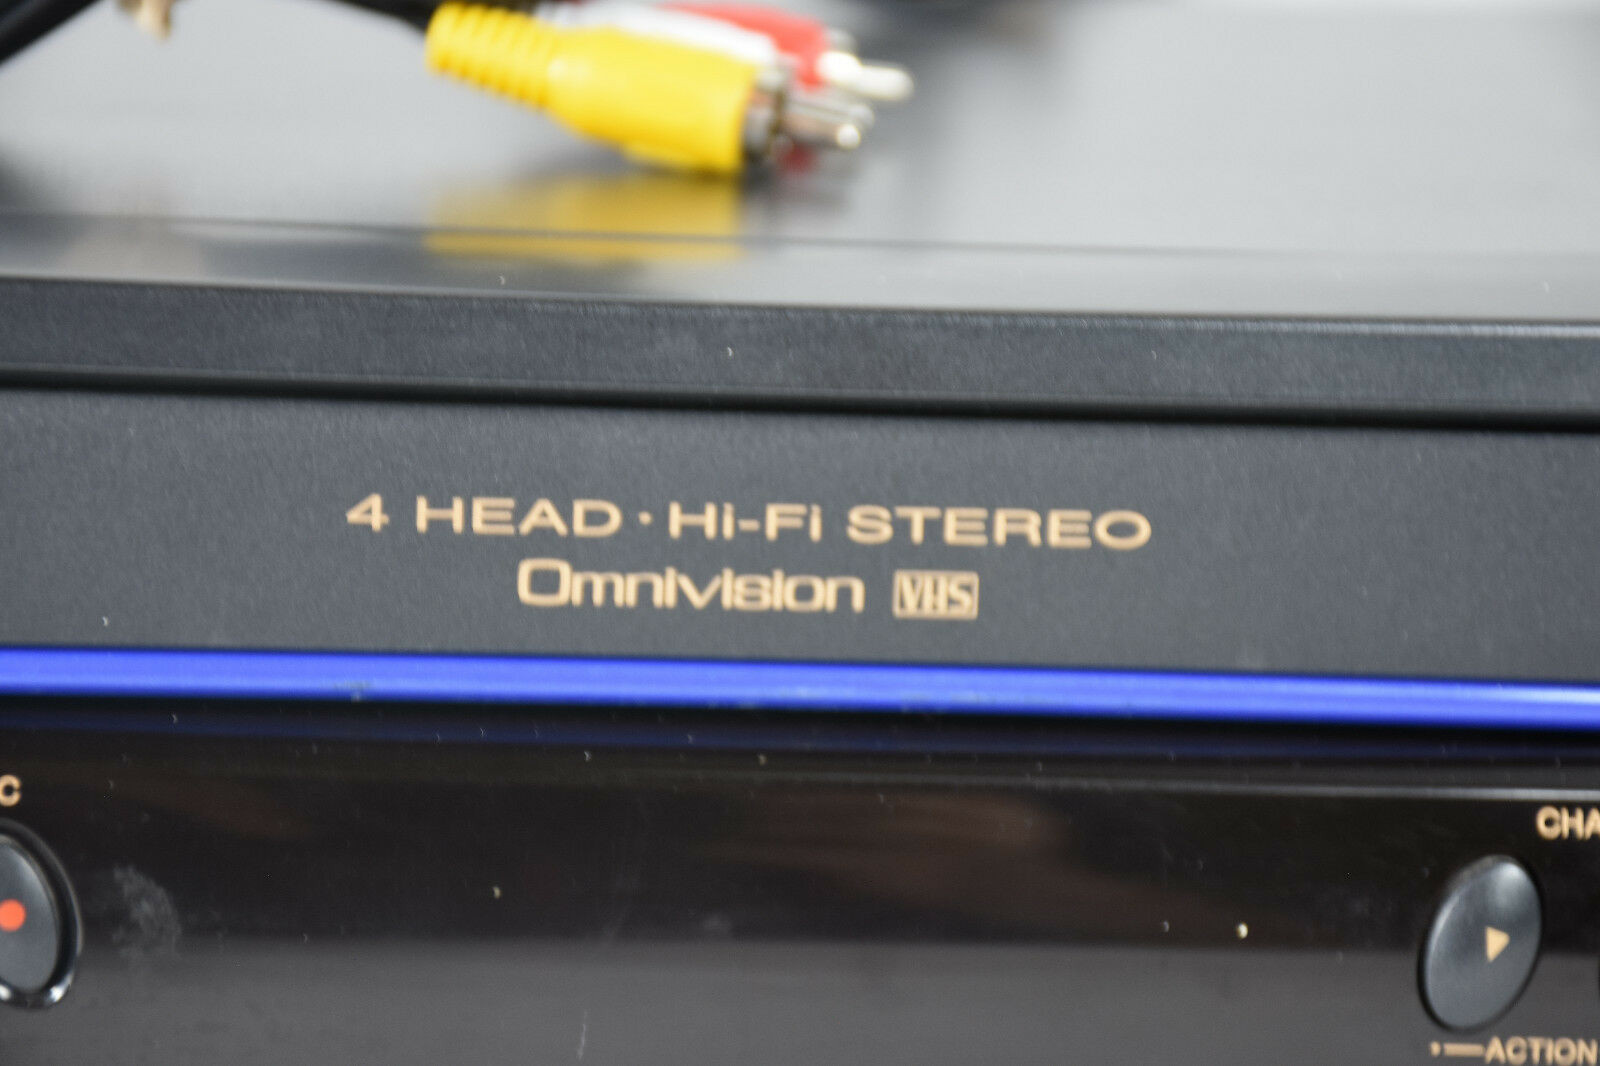 4 HEAD · Hi-Fi STEREO
Omnivision VHS
C
CHA
ACTION